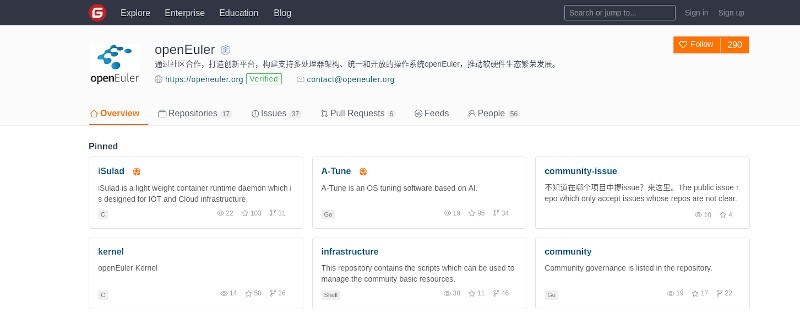 G Explore Enterprise Education Blog Search or jump to... Sign in Sign up
openEuler
Follow 290
通过社区合作，打造创新平台，构建支持多处理器架构、统一和开放的操作系统openEuler，推动软硬件生态繁荣发展。
openEuler
https://openeuler.org Verified contact@openeuler.org
Overview Repositories 17 Issues 37 Pull Requests 6 Feeds People 56
Pinned
iSulad
iSulad is a light weight container runtime daemon which i
s designed for IOT and Cloud infrastructure.
C 22 103 31
A-Tune
A-Tune is an OS tuning software based on AI.
Go 19 95 34
community-issue
不知道在哪个项目中提issue？来这里。The public issue r
epo which only accept issues whose repos are not clear.
10 4
kernel
openEuler Kernel
C 14 50 26
infrastructure
This repository contains the scripts which can be used to
manage the commuity basic resources.
Shell 30 11 46
community
Community governance is listed in the repository.
Go 19 17 22